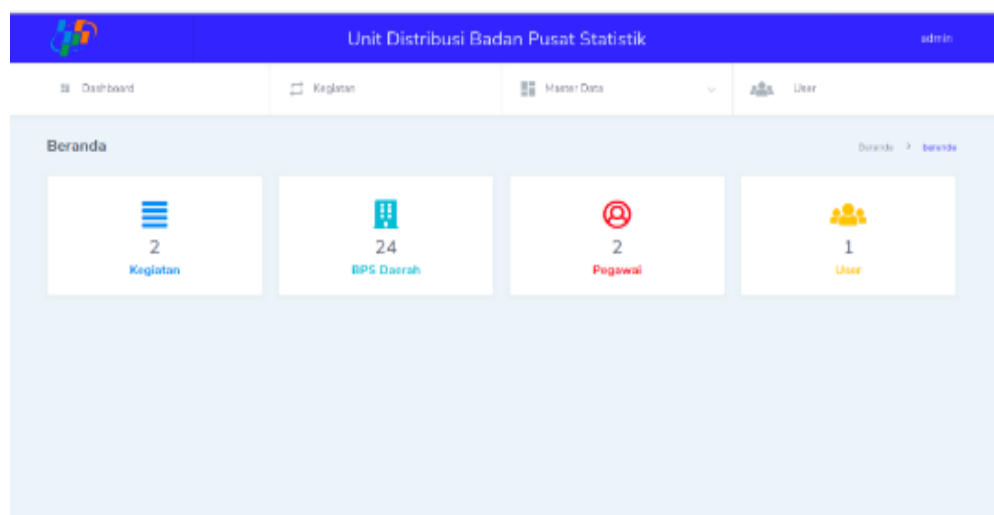 Unit Distribusi Badan Pusat Statistik admin
Dashboard Kegiatan Master Data User
Beranda Beranda > beranda
2 24 2 1
Kegiatan BPS Daerah Pegawai User